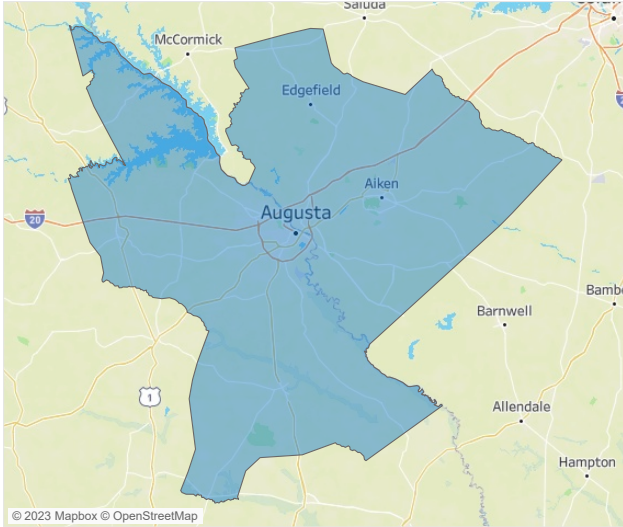 Saluda
McCormick
Edgefield
Aiken
20
Augusta
Bamb
Barnwell
1
Allendale
Hampton
© 2023 Mapbox © OpenStreetMap